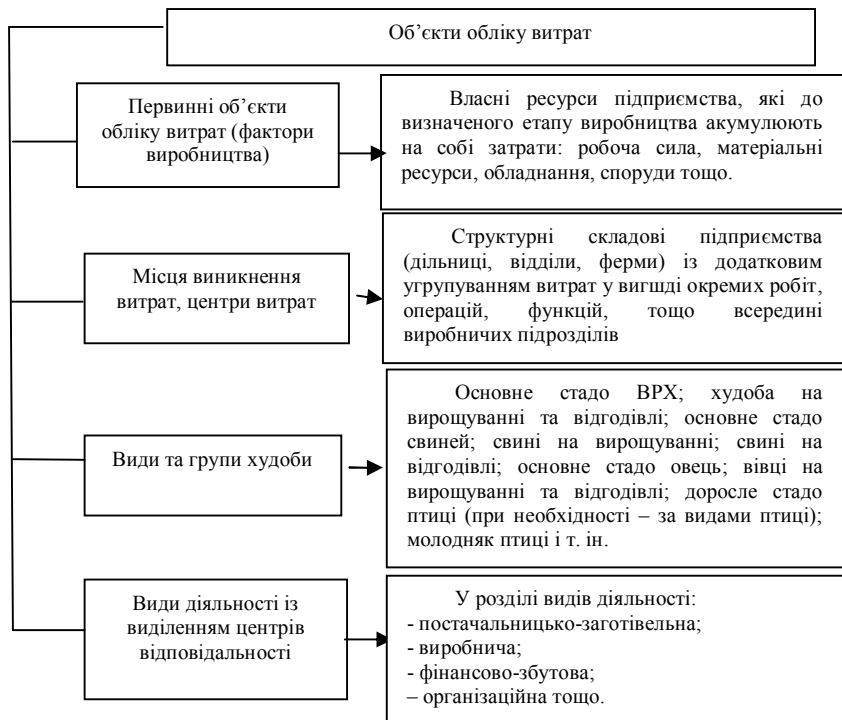 Об’єкти обліку витрат
Первинні об’єкти
обліку витрат (фактори
виробництва)
Власні ресурси підприємства, які до
визначеного етапу виробництва акумулюють
на собі затрати: робоча сила, матеріальні
ресурси, обладнання, споруди тощо.
Місця виникнення
витрат, центри витрат
Структурні складові підприємства
(дільниці, відділи, ферми) із додатковим
угрупуванням витрат у вигшді окремих робіт,
операцій, функцій, тощо всередині
виробничих підрозділів
Види та групи худоби
Основне стадо ВРХ; худоба на
вирощуванні та відгодівлі; основне стадо
свиней; свині на вирощуванні; свині на
відгодівлі; основне стадо овець; вівці на
вирощуванні та відгодівлі; доросле стадо
птиці (при необхідності – за видами птиці);
молодняк птиці і т. ін.
Види діяльності із
виділенням центрів
відповідальності
У розділі видів діяльності:
- постачальницько-заготівельна;
- виробнича;
- фінансово-збутова;
– організаційна тощо.